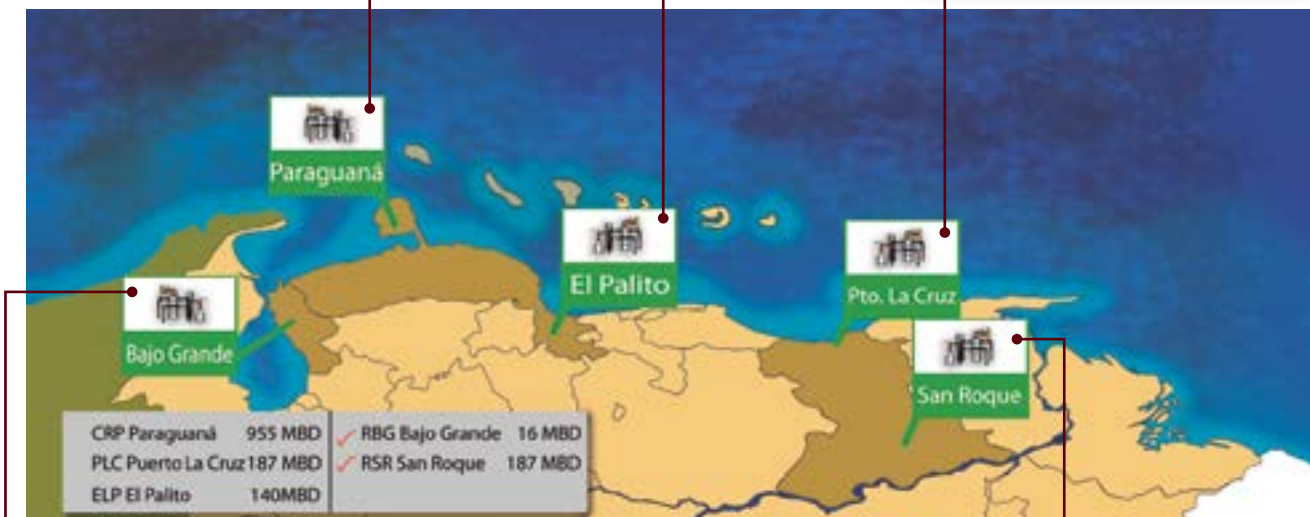 Paraguaná
El Palito
Pto. La Cruz
Bajo Grande
San Roque
CRP Paraguaná 955 MBD
PLC Puerto La Cruz 187 MBD
ELP El Palito 140MBD
RBG Bajo Grande 16 MBD
RSR San Roque 187 MBD